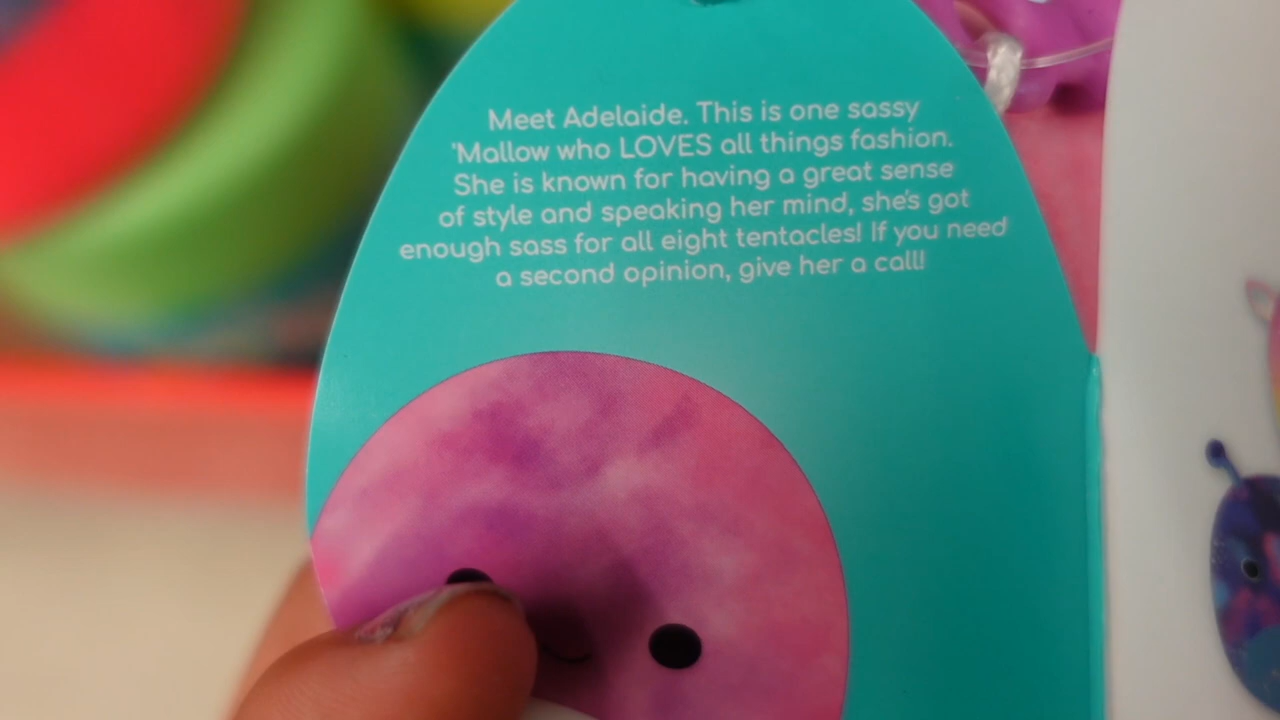 Meet Adelaide. This is one sassy
'Mallow who LOVES all things fashion.
She is known for having a great sense
of style and speaking her mind, she's got
enough sass for all eight tentacles! If you need
a second opinion, give her a call!